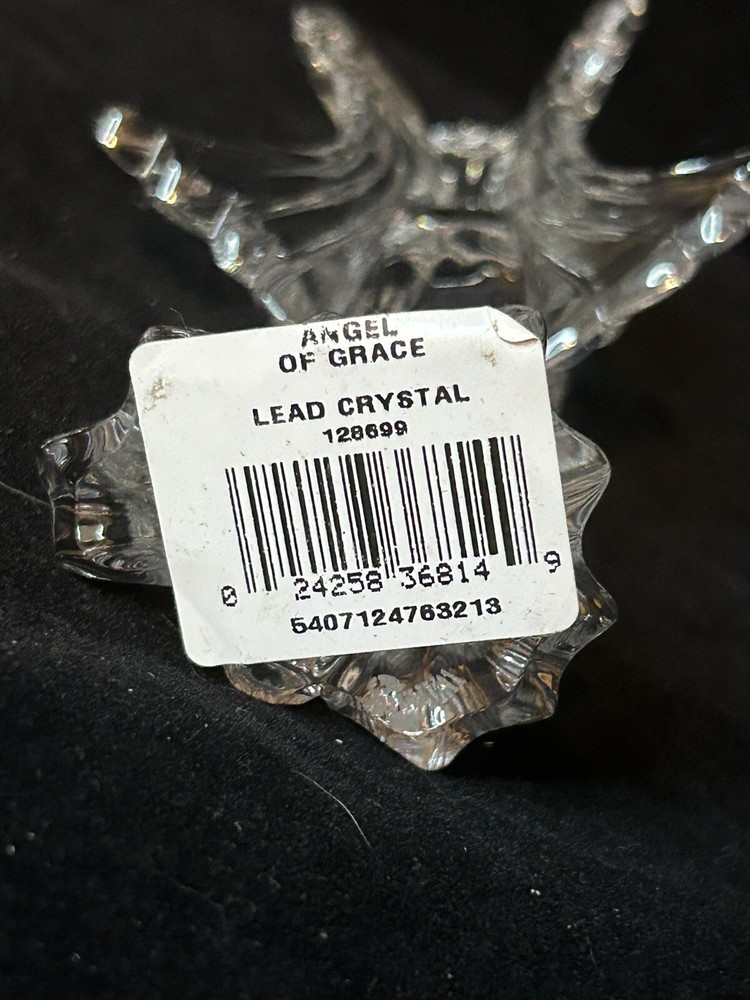 ANGEL
OF GRACE
LEAD CRYSTAL
128699
0 24258 36814 9
5407124763213